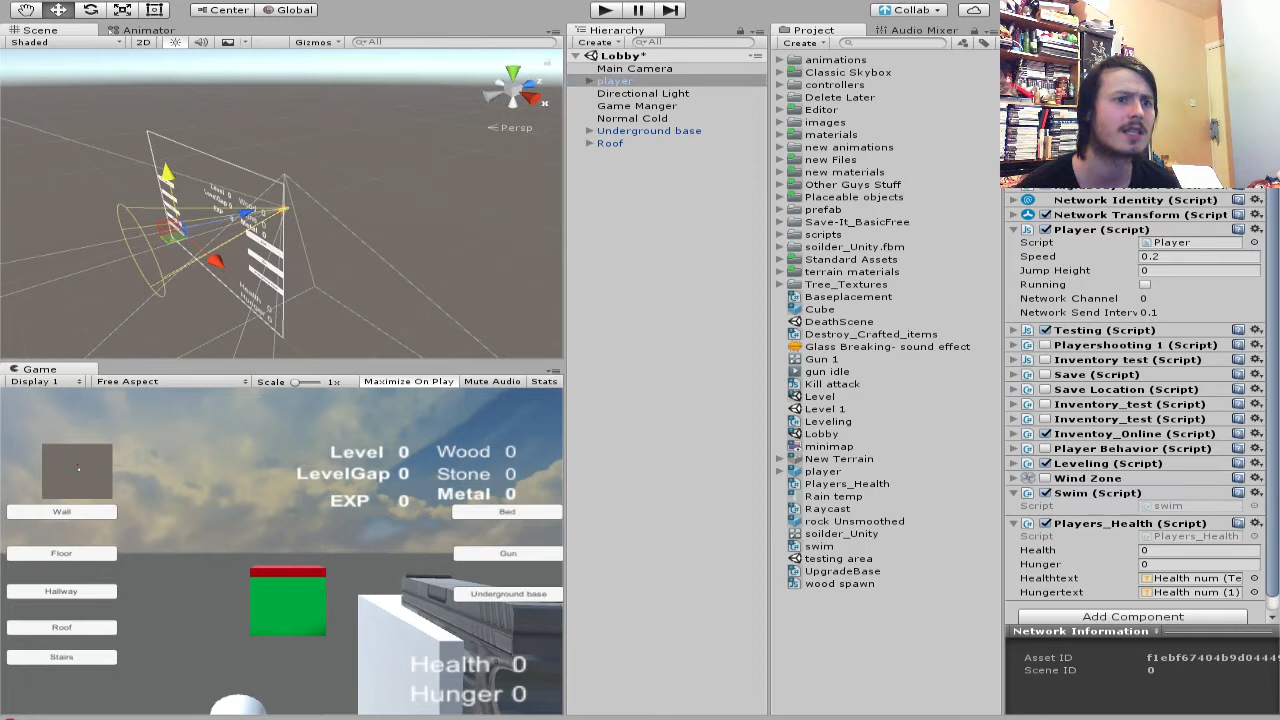 Center Global
Collab
Scene Animator
Shaded 2D Gizmos All
Persp
Hierarchy
Create All
Lobby*
Main Camera
player
Directional Light
Game Manger
Normal Cold
Underground base
Roof
Project Audio Mixer
Create
animations
Classic Skybox
controllers
Delete Later
Editor
images
materials
new animations
new Files
new materials
Other Guys Stuff
Placeable objects
prefab
Save-It_BasicFree
scripts
soilder_Unity.fbm
Standard Assets
terrain materials
Tree_Textures
Baseplacement
Cube
DeathScene
Destroy_Crafted_items
Glass Breaking- sound effect
Gun 1
gun idle
Kill attack
Level
Level 1
Leveling
Lobby
minimap
New Terrain
player
Players_Health
Rain temp
Raycast
rock Unsmoothed
soilder_Unity
swim
testing area
UpgradeBase
wood spawn
Network Identity (Script)
Network Transform (Script
Player (Script)
Script Player
Speed 0.2
Jump Height 0
Running
Network Channel 0
Network Send Interv 0.1
Testing (Script)
Playershooting 1 (Script)
Inventory test (Script)
Save (Script)
Save Location (Script)
Inventory_test (Script)
Inventory_test (Script)
Inventoy_Online (Script)
Player Behavior (Script)
Leveling (Script)
Wind Zone
Swim (Script)
Script swim
Players_Health (Script)
Script Players_Health
Health 0
Hunger 0
Healthtext Health num (Te
Hungertext Health num (1)
Add Component
Network Information
Asset ID f1ebf67404b9d0444
Scene ID 0
Game
Display 1 Free Aspect Scale 1x Maximize On Play Mute Audio Stats
Level 0 Wood 0
LevelGap 0 Stone 0
EXP 0 Metal 0
Wall Bed
Floor Gun
Hallway Underground base
Roof
Stairs
Health 0
Hunger 0